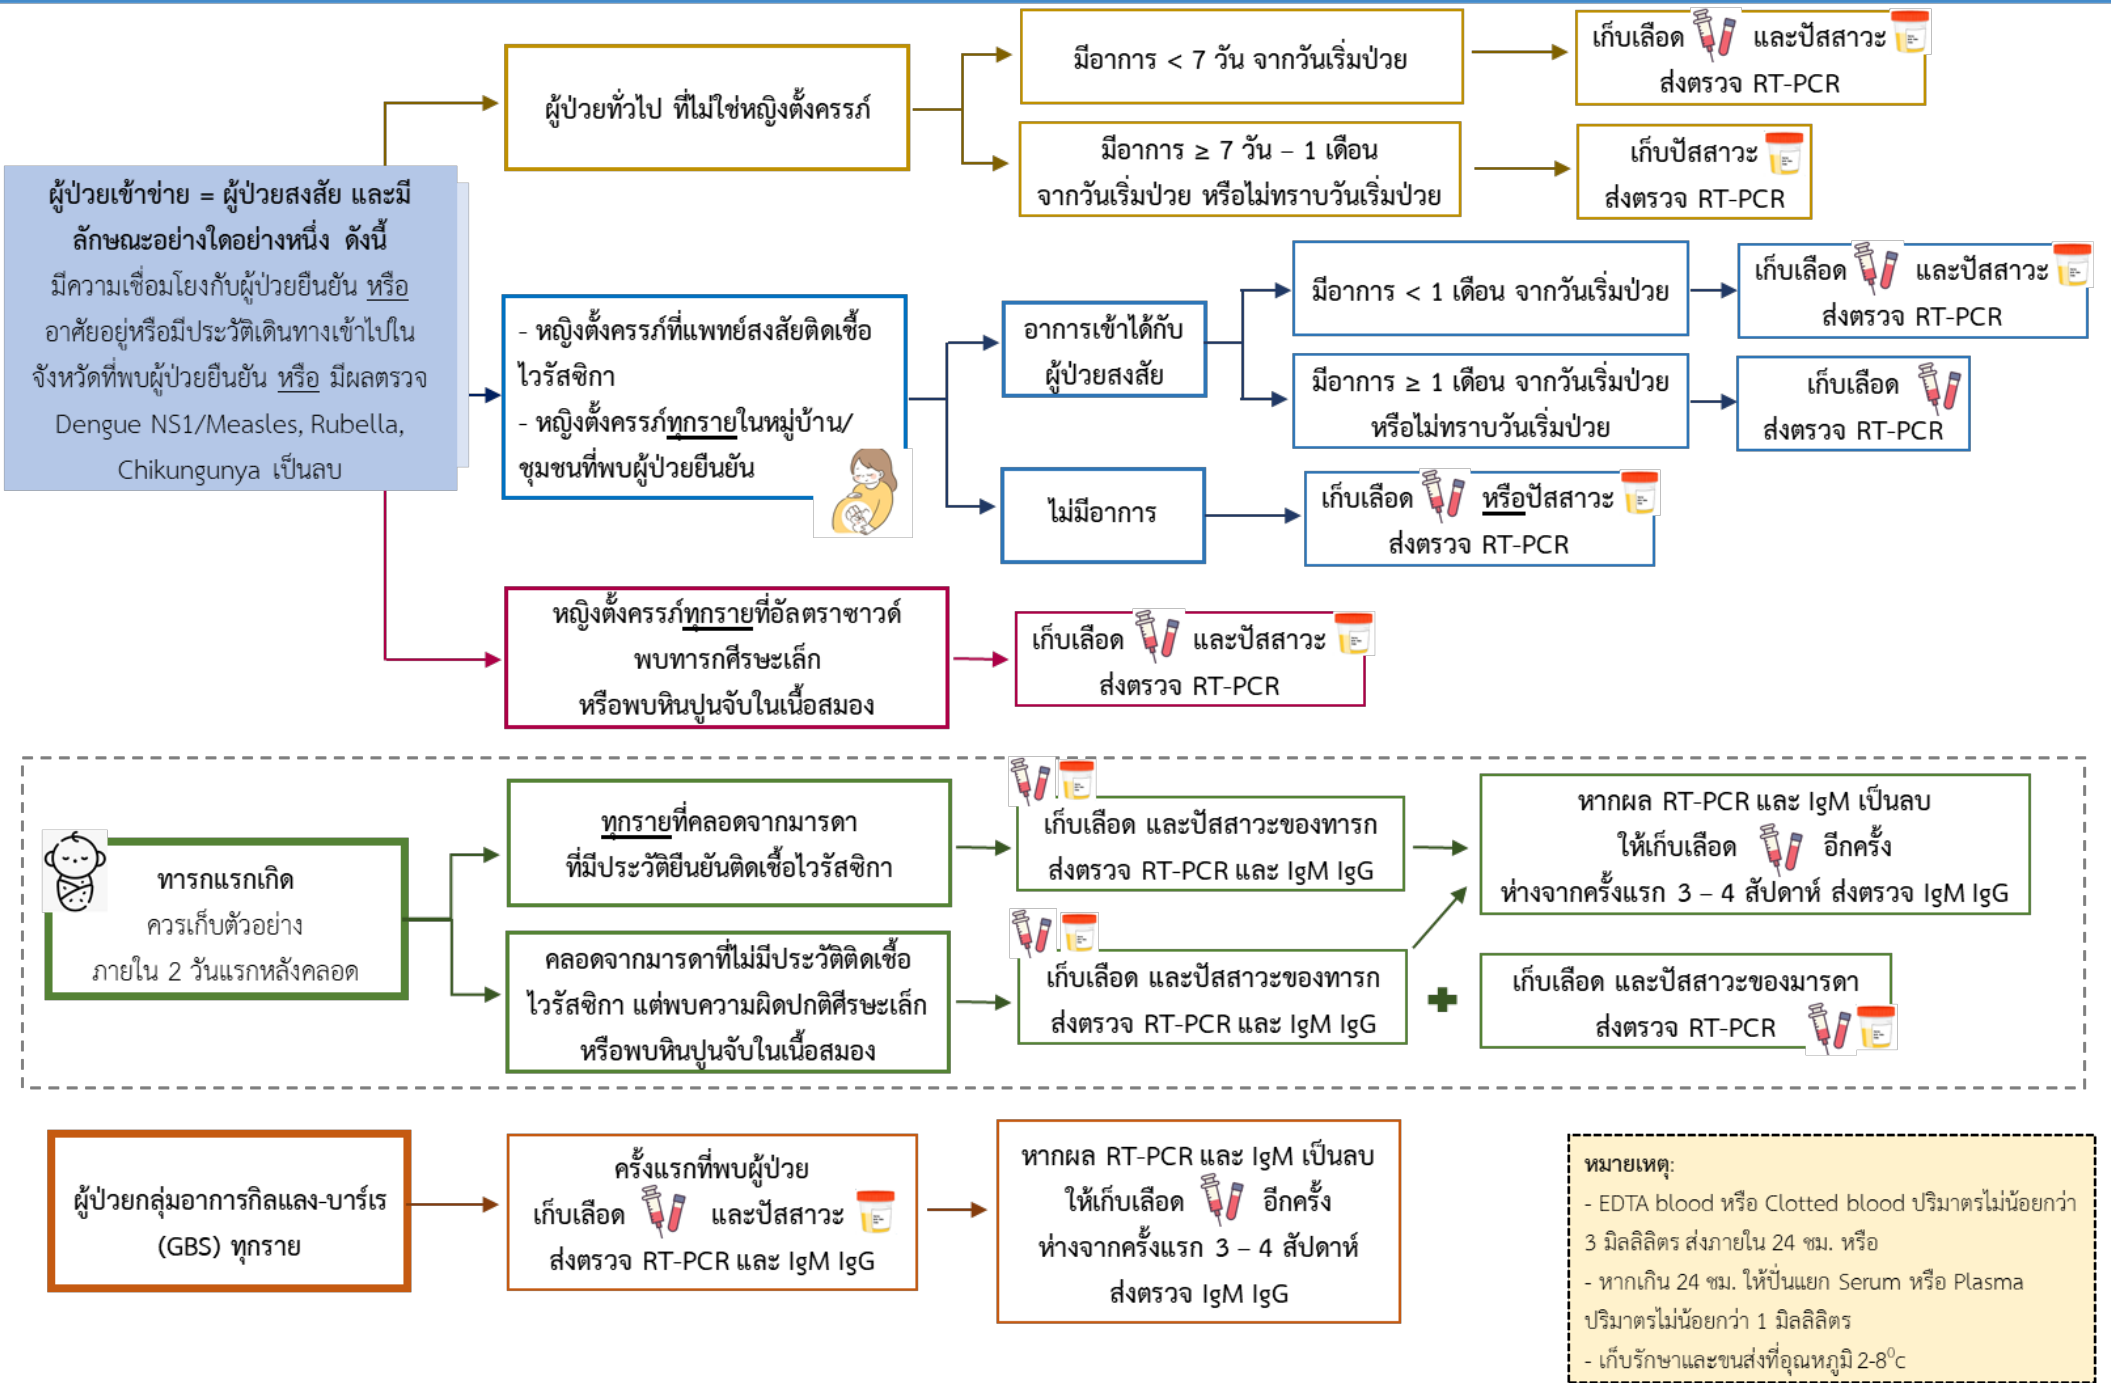 ผู้ป่วยเข้าข่าย = ผู้ป่วยสงสัย และมี
ลักษณะอย่างใดอย่างหนึ่ง ดังนี้
มีความเชื่อมโยงกับผู้ป่วยยืนยัน หรือ
อาศัยอยู่หรือมีประวัติเดินทางเข้าไปใน
จังหวัดที่พบผู้ป่วยยืนยัน หรือ มีผลตรวจ
Dengue NS1/Measles, Rubella,
Chikungunya เป็นลบ
ผู้ป่วยทั่วไป ที่ไม่ใช่หญิงตั้งครรภ์
มีอาการ < 7 วัน จากวันเริ่มป่วย
เก็บเลือด และปัสสาวะ
ส่งตรวจ RT-PCR
มีอาการ ≥ 7 วัน – 1 เดือน
จากวันเริ่มป่วย หรือไม่ทราบวันเริ่มป่วย
เก็บปัสสาวะ
ส่งตรวจ RT-PCR
- หญิงตั้งครรภ์ที่แพทย์สงสัยติดเชื้อ
ไวรัสซิกา
- หญิงตั้งครรภ์ทุกรายในหมู่บ้าน/
ชุมชนที่พบผู้ป่วยยืนยัน
อาการเข้าได้กับ
ผู้ป่วยสงสัย
มีอาการ < 1 เดือน จากวันเริ่มป่วย
เก็บเลือด และปัสสาวะ
ส่งตรวจ RT-PCR
มีอาการ ≥ 1 เดือน จากวันเริ่มป่วย
หรือไม่ทราบวันเริ่มป่วย
เก็บเลือด
ส่งตรวจ RT-PCR
ไม่มีอาการ
เก็บเลือด หรือปัสสาวะ
ส่งตรวจ RT-PCR
หญิงตั้งครรภ์ทุกรายที่อัลตราซาวด์
พบทารกศีรษะเล็ก
หรือพบหินปูนจับในเนื้อสมอง
เก็บเลือด และปัสสาวะ
ส่งตรวจ RT-PCR
ทารกแรกเกิด
ควรเก็บตัวอย่าง
ภายใน 2 วันแรกหลังคลอด
ทุกรายที่คลอดจากมารดา
ที่มีประวัติยืนยันติดเชื้อไวรัสซิกา
เก็บเลือด และปัสสาวะของทารก
ส่งตรวจ RT-PCR และ IgM IgG
หากผล RT-PCR และ IgM เป็นลบ
ให้เก็บเลือด อีกครั้ง
ห่างจากครั้งแรก 3 – 4 สัปดาห์ ส่งตรวจ IgM IgG
คลอดจากมารดาที่ไม่มีประวัติติดเชื้อ
ไวรัสซิกา แต่พบความผิดปกติศีรษะเล็ก
หรือพบหินปูนจับในเนื้อสมอง
เก็บเลือด และปัสสาวะของทารก
ส่งตรวจ RT-PCR และ IgM IgG
เก็บเลือด และปัสสาวะของมารดา
ส่งตรวจ RT-PCR
ผู้ป่วยกลุ่มอาการกิลแลง-บาร์เร
(GBS) ทุกราย
ครั้งแรกที่พบผู้ป่วย
เก็บเลือด และปัสสาวะ
ส่งตรวจ RT-PCR และ IgM IgG
หากผล RT-PCR และ IgM เป็นลบ
ให้เก็บเลือด อีกครั้ง
ห่างจากครั้งแรก 3 – 4 สัปดาห์
ส่งตรวจ IgM IgG
หมายเหตุ:
- EDTA blood หรือ Clotted blood ปริมาตรไม่น้อยกว่า
3 มิลลิลิตร ส่งภายใน 24 ชม. หรือ
- หากเกิน 24 ชม. ให้ปั่นแยก Serum หรือ Plasma
ปริมาตรไม่น้อยกว่า 1 มิลลิลิตร
- เก็บรักษาและขนส่งที่อุณหภูมิ 2-8⁰c